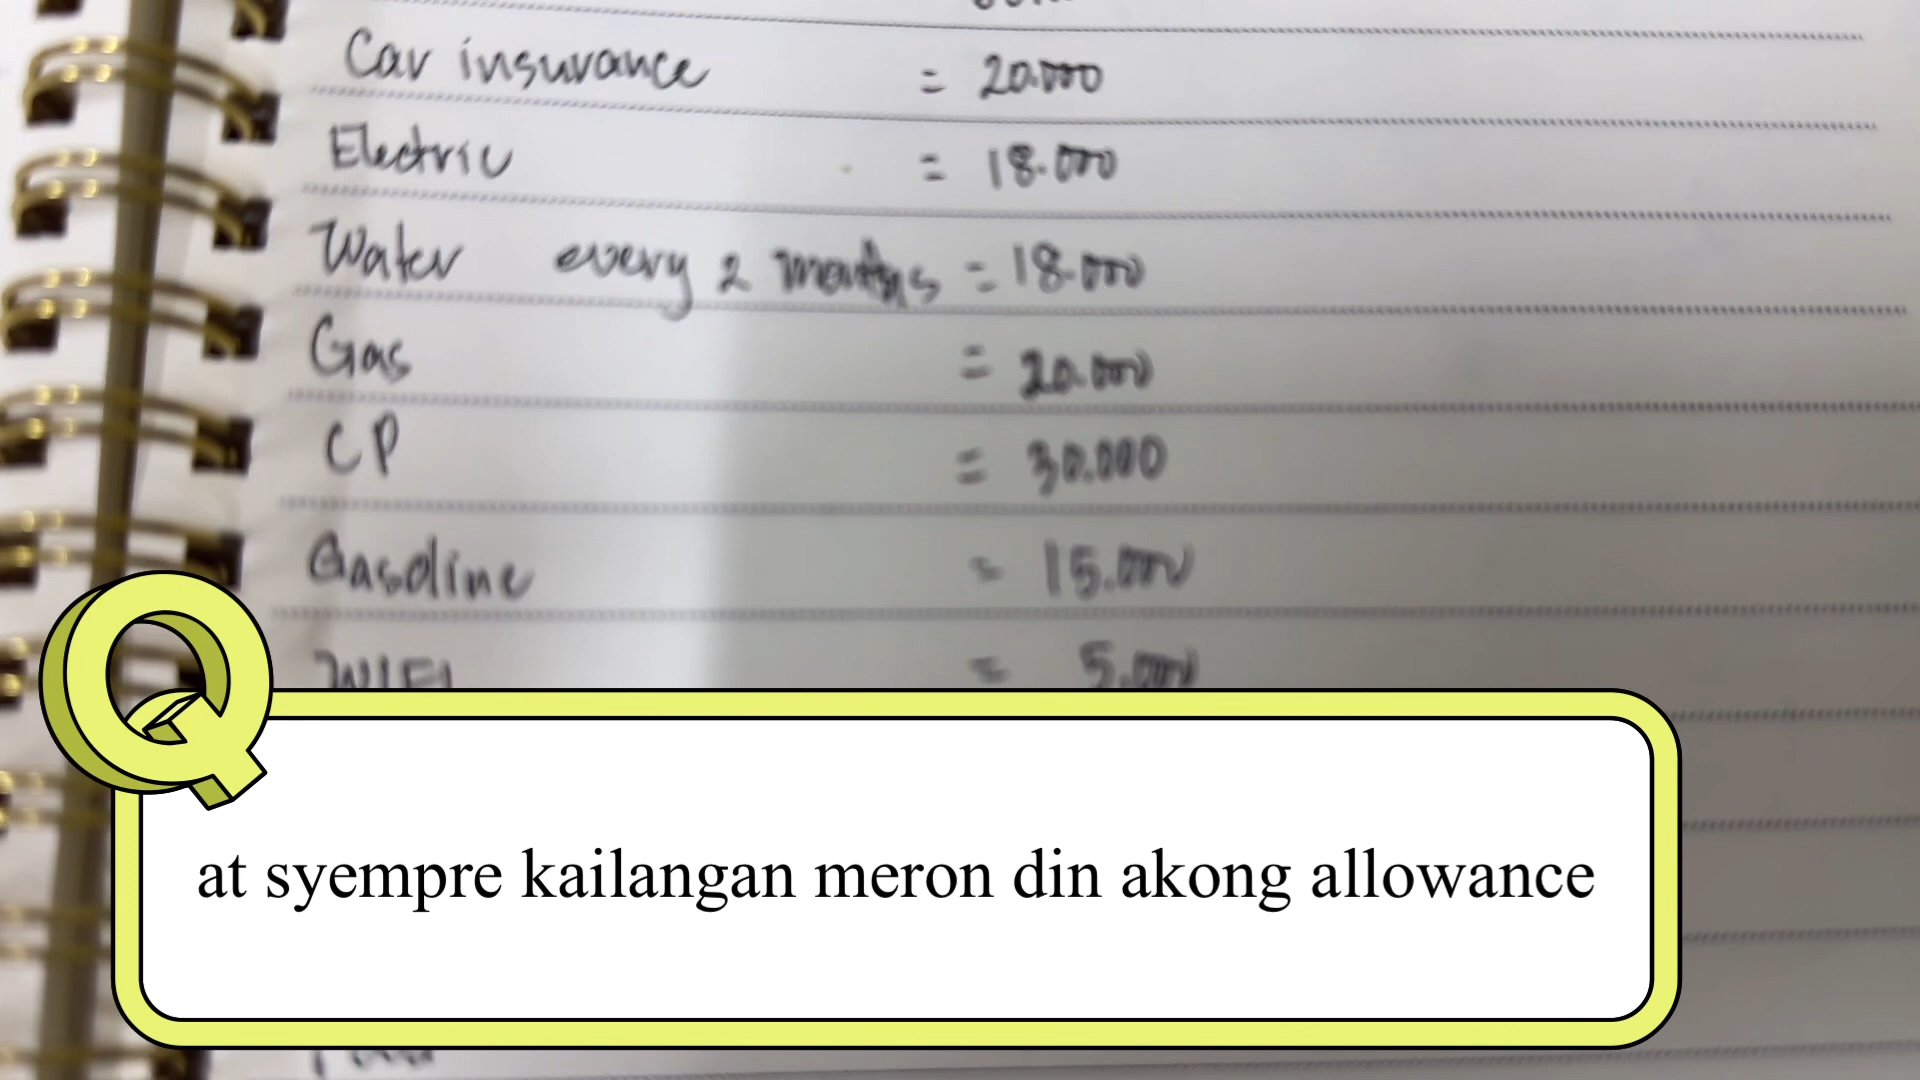 Car insurance = 20.000
Electric = 18.000
Water every 2 months = 18.000
Gas = 20.000
CP = 30.000
Gasoline = 15.000
WIFI = 5.000
Q
at syempre kailangan meron din akong allowance